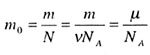 m₀ = m/N = m/(νN_A) = μ/N_A